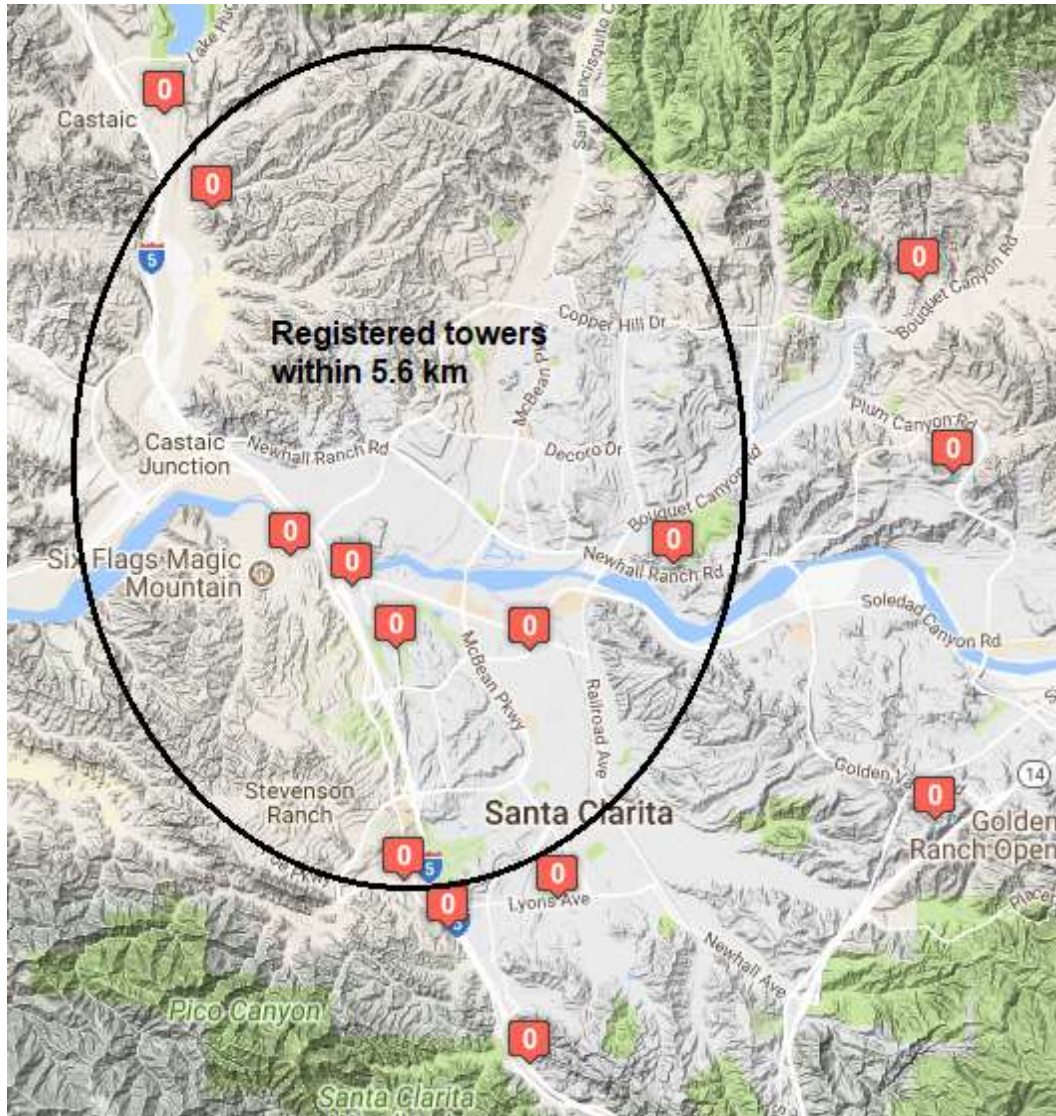 Lake Hug
San Francisquito C
0
Castaic
0
5
0
Bouquet Canyon Rd
Copper Hill Dr
Registered towers
within 5.6 km
McBean Pkwy
Plum Canyon Rd
0
Castaic
Junction
Newhall Ranch Rd
Decoro Dr
Bouquet Canyon Rd
0
0
Newhall Ranch Rd
0
Six Flags Magic
Mountain
0
0
Soledad Canyon Rd
McBean Pkwy
Railroad Ave
Golden V
14
0
Stevenson
Ranch
Santa Clarita
Golden
Ranch Open
0
5
0
Lyons Ave
0
Placer
Newhall Ave
Pico Canyon
0
Santa Clarita